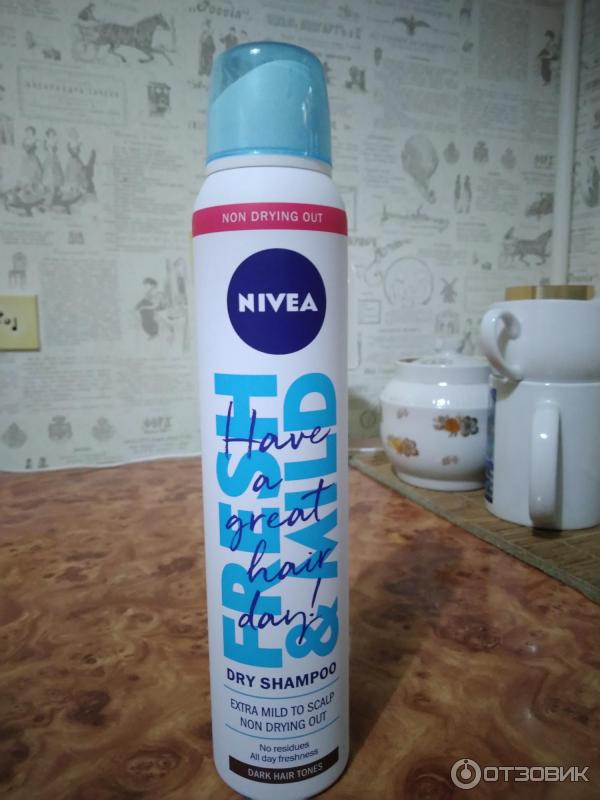 NON DRYING OUT
NIVEA
FRESH
& MILD
Have
a
great
hair
day!
DRY SHAMPOO
EXTRA MILD TO SCALP
NON DRYING OUT
No residues
All day freshness
DARK HAIR TONES
ОТЗОВИК